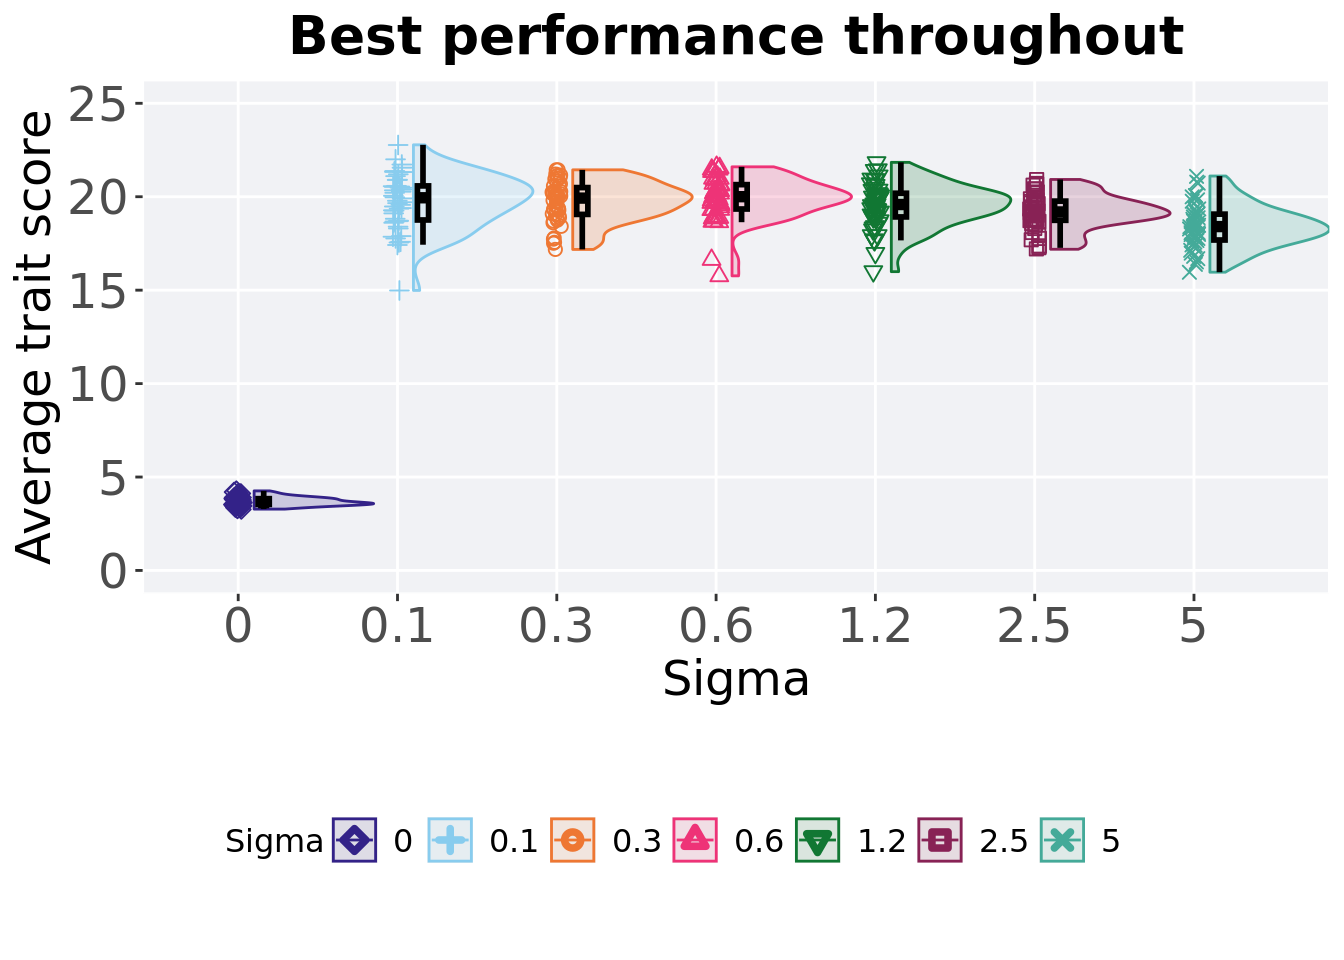 Best performance throughout
Average trait score
25
20
15
10
5
0
0 0.1 0.3 0.6 1.2 2.5 5
Sigma
Sigma 0 0.1 0.3 0.6 1.2 2.5 5